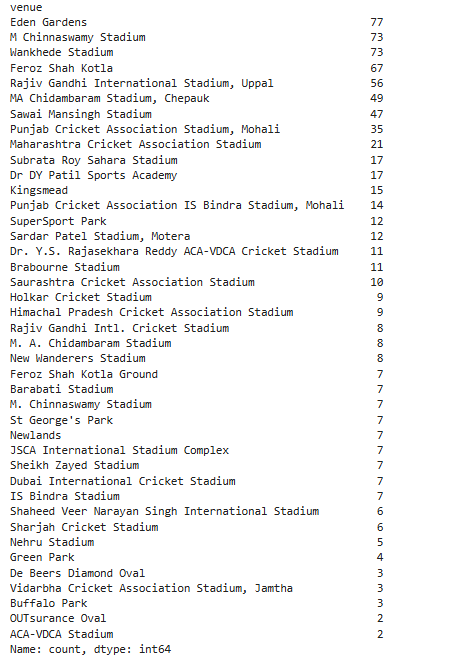 venue
Eden Gardens 77
M Chinnaswamy Stadium 73
Wankhede Stadium 73
Feroz Shah Kotla 67
Rajiv Gandhi International Stadium, Uppal 56
MA Chidambaram Stadium, Chepauk 49
Sawai Mansingh Stadium 47
Punjab Cricket Association Stadium, Mohali 35
Maharashtra Cricket Association Stadium 21
Subrata Roy Sahara Stadium 17
Dr DY Patil Sports Academy 17
Kingsmead 15
Punjab Cricket Association IS Bindra Stadium, Mohali 14
SuperSport Park 12
Sardar Patel Stadium, Motera 12
Dr. Y.S. Rajasekhara Reddy ACA-VDCA Cricket Stadium 11
Brabourne Stadium 11
Saurashtra Cricket Association Stadium 10
Holkar Cricket Stadium 9
Himachal Pradesh Cricket Association Stadium 9
Rajiv Gandhi Intl. Cricket Stadium 8
M. A. Chidambaram Stadium 8
New Wanderers Stadium 8
Feroz Shah Kotla Ground 7
Barabati Stadium 7
M. Chinnaswamy Stadium 7
St George's Park 7
Newlands 7
JSCA International Stadium Complex 7
Sheikh Zayed Stadium 7
Dubai International Cricket Stadium 7
IS Bindra Stadium 7
Shaheed Veer Narayan Singh International Stadium 6
Sharjah Cricket Stadium 6
Nehru Stadium 5
Green Park 4
De Beers Diamond Oval 3
Vidarbha Cricket Association Stadium, Jamtha 3
Buffalo Park 3
OUTsurance Oval 2
ACA-VDCA Stadium 2
Name: count, dtype: int64